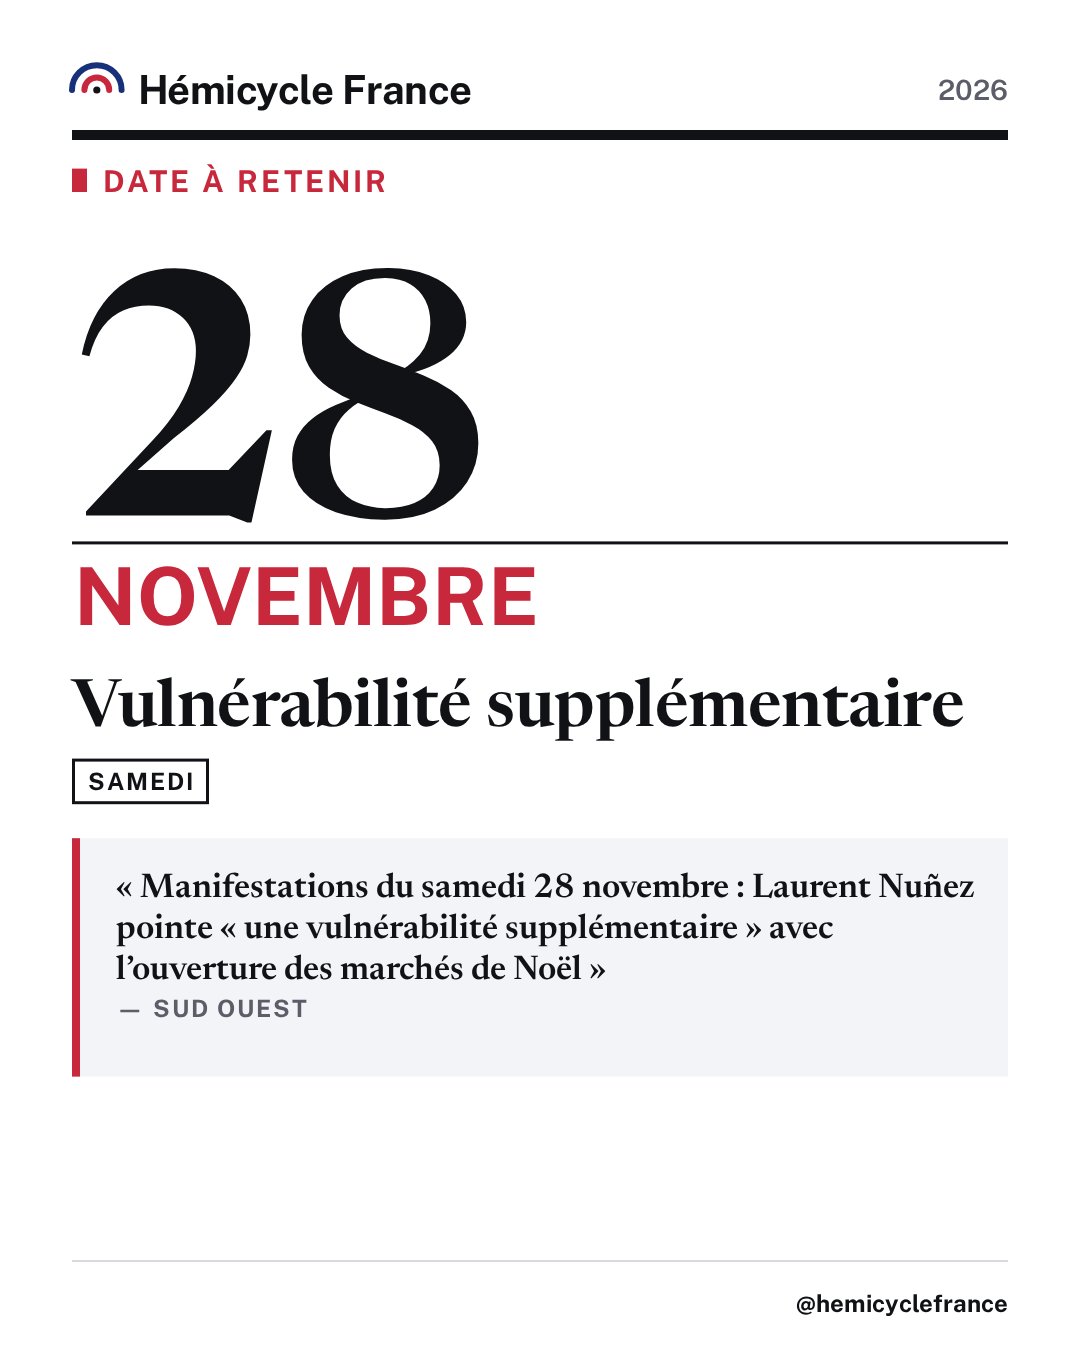 Hémicycle France
2026
DATE À RETENIR
28
NOVEMBRE
Vulnérabilité supplémentaire
SAMEDI
« Manifestations du samedi 28 novembre : Laurent Nuñez
pointe « une vulnérabilité supplémentaire » avec
l’ouverture des marchés de Noël »
— SUD OUEST
@hemicyclefrance